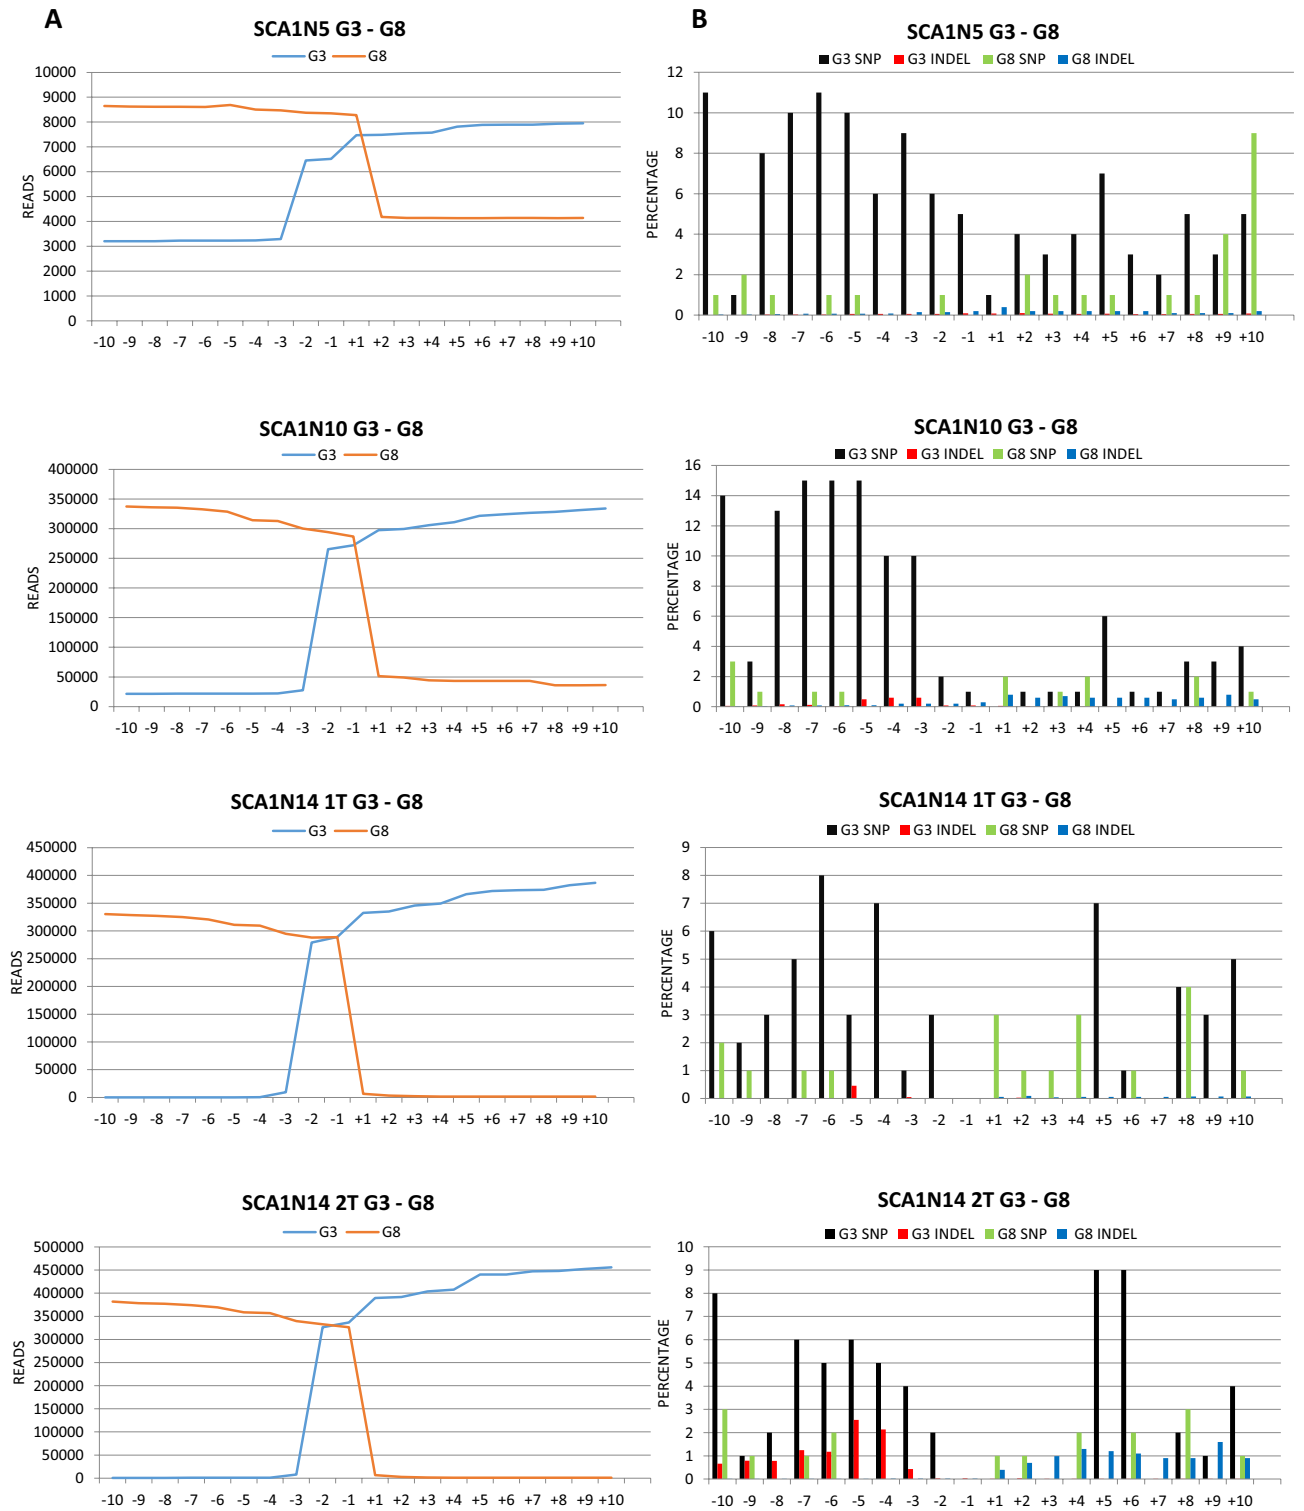 A
SCA1N5 G3 - G8
G3 G8
READS
10000
9000
8000
7000
6000
5000
4000
3000
2000
1000
0
-10 -9 -8 -7 -6 -5 -4 -3 -2 -1 +1 +2 +3 +4 +5 +6 +7 +8 +9 +10
B
SCA1N5 G3 - G8
G3 SNP G3 INDEL G8 SNP G8 INDEL
PERCENTAGE
12
10
8
6
4
2
0
-10 -9 -8 -7 -6 -5 -4 -3 -2 -1 +1 +2 +3 +4 +5 +6 +7 +8 +9 +10
SCA1N10 G3 - G8
G3 G8
READS
400000
350000
300000
250000
200000
150000
100000
50000
0
-10 -9 -8 -7 -6 -5 -4 -3 -2 -1 +1 +2 +3 +4 +5 +6 +7 +8 +9 +10
SCA1N10 G3 - G8
G3 SNP G3 INDEL G8 SNP G8 INDEL
PERCENTAGE
16
14
12
10
8
6
4
2
0
-10 -9 -8 -7 -6 -5 -4 -3 -2 -1 +1 +2 +3 +4 +5 +6 +7 +8 +9 +10
SCA1N14 1T G3 - G8
G3 G8
READS
450000
400000
350000
300000
250000
200000
150000
100000
50000
0
-10 -9 -8 -7 -6 -5 -4 -3 -2 -1 +1 +2 +3 +4 +5 +6 +7 +8 +9 +10
SCA1N14 1T G3 - G8
G3 SNP G3 INDEL G8 SNP G8 INDEL
PERCENTAGE
9
8
7
6
5
4
3
2
1
0
-10 -9 -8 -7 -6 -5 -4 -3 -2 -1 +1 +2 +3 +4 +5 +6 +7 +8 +9 +10
SCA1N14 2T G3 - G8
G3 G8
READS
500000
450000
400000
350000
300000
250000
200000
150000
100000
50000
0
-10 -9 -8 -7 -6 -5 -4 -3 -2 -1 +1 +2 +3 +4 +5 +6 +7 +8 +9 +10
SCA1N14 2T G3 - G8
G3 SNP G3 INDEL G8 SNP G8 INDEL
PERCENTAGE
10
9
8
7
6
5
4
3
2
1
0
-10 -9 -8 -7 -6 -5 -4 -3 -2 -1 +1 +2 +3 +4 +5 +6 +7 +8 +9 +10